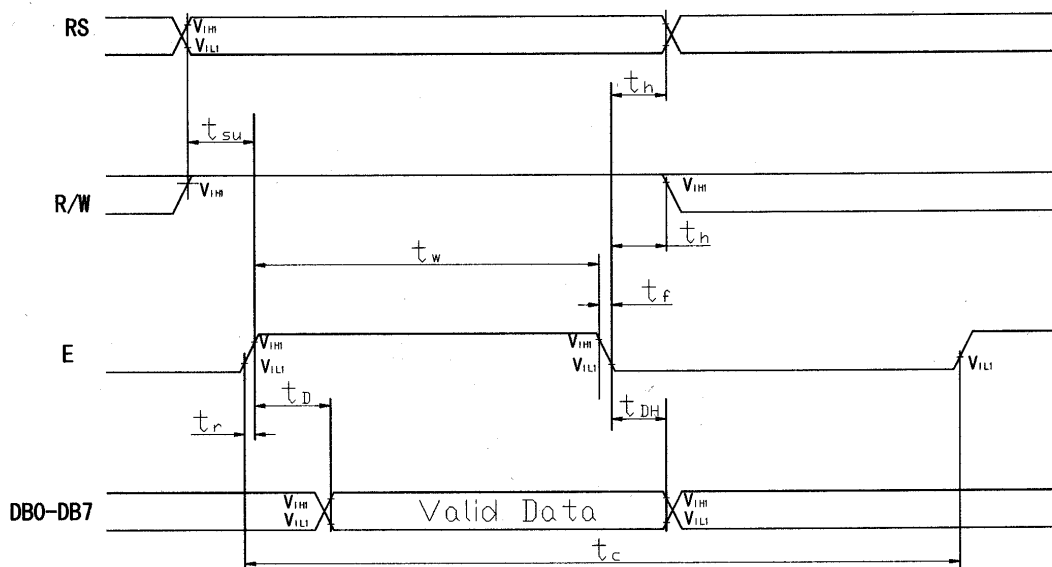 RS
VIH1
VIL1
th
tsu
R/W
VIH1
VIH1
th
tw
tf
E
VIH1
VIL1
VIH1
VIL1
VIL1
tD
tDH
tr
DB0-DB7
VIH1
VIL1
Valid Data
VIH1
VIL1
tc